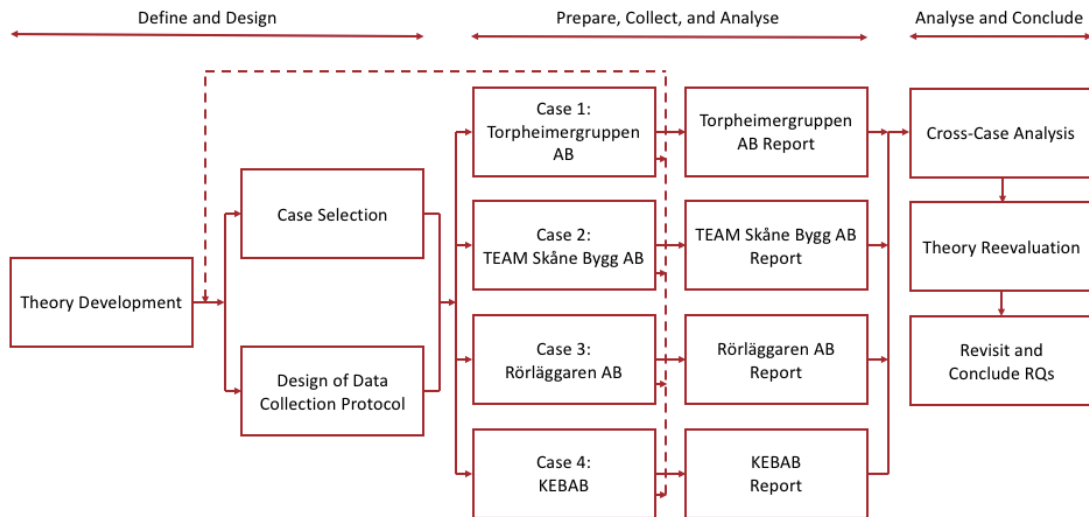 Define and Design
Prepare, Collect, and Analyse
Analyse and Conclude
Theory Development
Case Selection
Design of Data
Collection Protocol
Case 1:
Torpheimergruppen
AB
Torpheimergruppen
AB Report
Case 2:
TEAM Skåne Bygg AB
TEAM Skåne Bygg AB
Report
Case 3:
Rörläggaren AB
Rörläggaren AB
Report
Case 4:
KEBAB
KEBAB
Report
Cross-Case Analysis
Theory Reevaluation
Revisit and
Conclude RQs